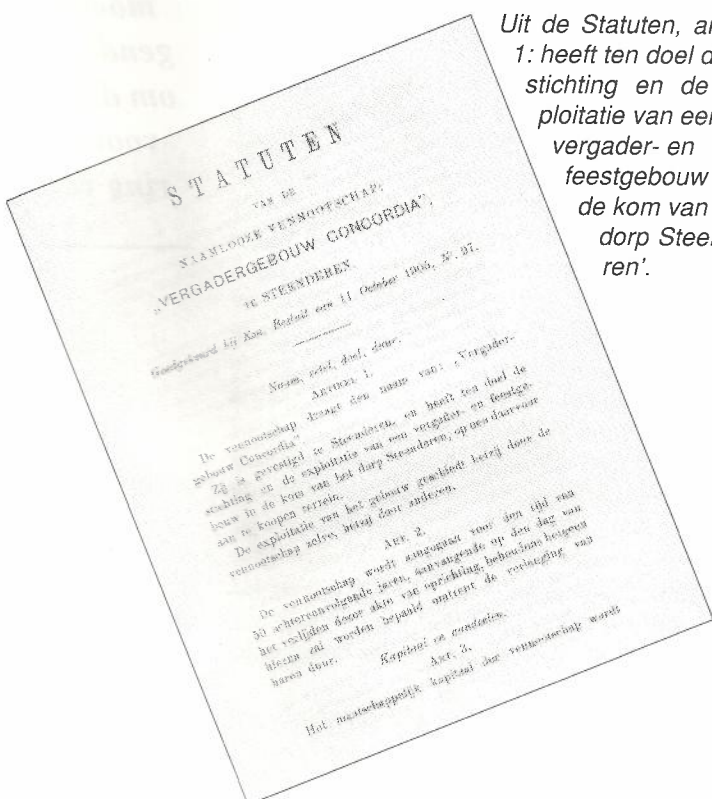 Uit de Statuten, ar
1: heeft ten doel d
stichting en de
ploitatie van een
vergader- en
feestgebouw
de kom van
dorp Steen
ren'.
STATUTEN
VAN DE
NAAMLOOZE VENNOOTSCHAP:
„VERGADERGEBOUW CONCORDIA”,
TE STEENDEREN.
Goedgekeurd bij Kon. Besluit van 11 October 1905, N°. 97.
Naam, zetel, doel, duur.
ARTIKEL 1.
De vennootschap draagt den naam van: „Vergader-
gebouw Concordia”.
Zij is gevestigd te Steenderen, en heeft ten doel de
stichting en de exploitatie van een vergader- en feestge-
bouw in de kom van het dorp Steenderen, op een daarvoor
aan te koopen terrein.
De exploitatie van het gebouw geschiedt hetzij door de
vennootschap zelve, hetzij door anderen.
ART. 2.
De vennootschap wordt aangegaan voor den tijd van
achtereenvolgende jaren, aanvangende op den dag van
het verlijden dezer akte van oprichting, behoudens hetgeen
hierna zal worden bepaald omtrent de verlenging van
haren duur.
Kapitaal en aandeelen.
ART. 3.
Het maatschappelijk kapitaal der vennootschap wordt